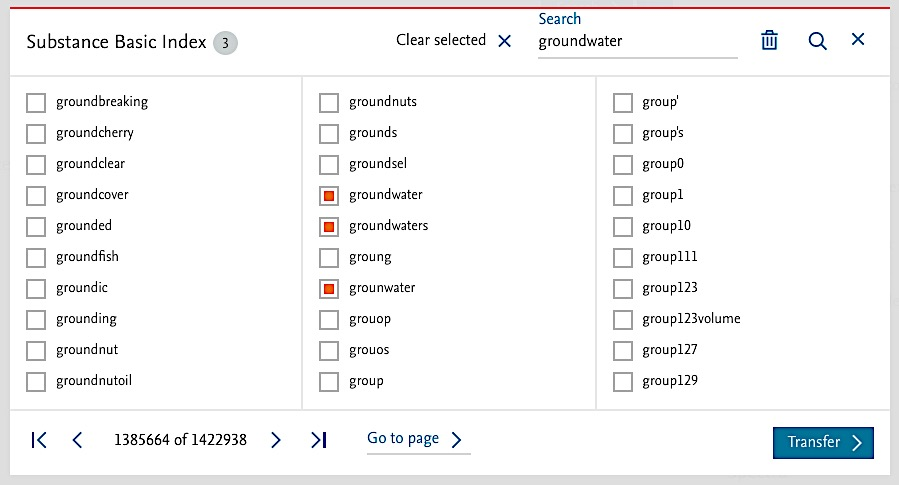 Substance Basic Index 3
Clear selected
Search
groundwater
groundbreaking
groundcherry
groundclear
groundcover
grounded
groundfish
groundic
grounding
groundnut
groundnutoil
groundnuts
grounds
groundsel
groundwater
groundwaters
groung
grounwater
grouop
grouos
group
group'
group's
group0
group1
group10
group111
group123
group123volume
group127
group129
1385664 of 1422938
Go to page
Transfer